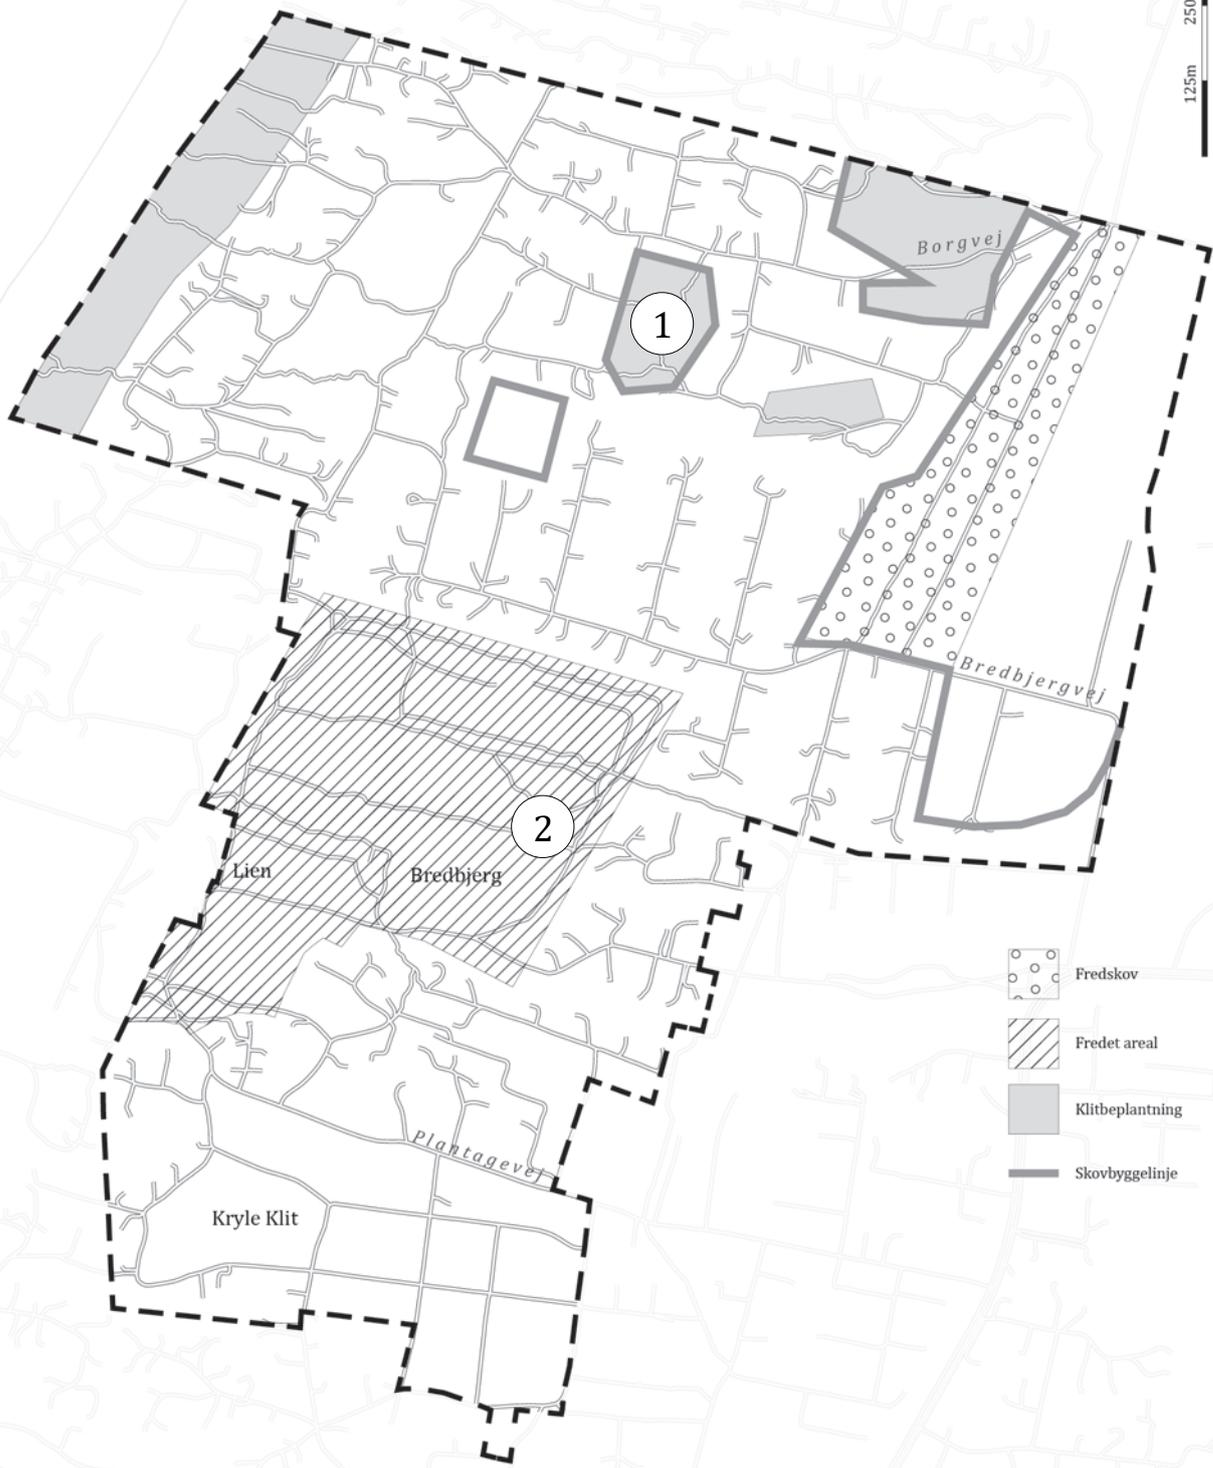 250
125m
Borgvej
1
Bredbjergvej
2
Lien
Bredbjerg
Fredskov
Fredet areal
Klitbeplantning
Plantagevej
Skovbyggelinje
Kryle Klit